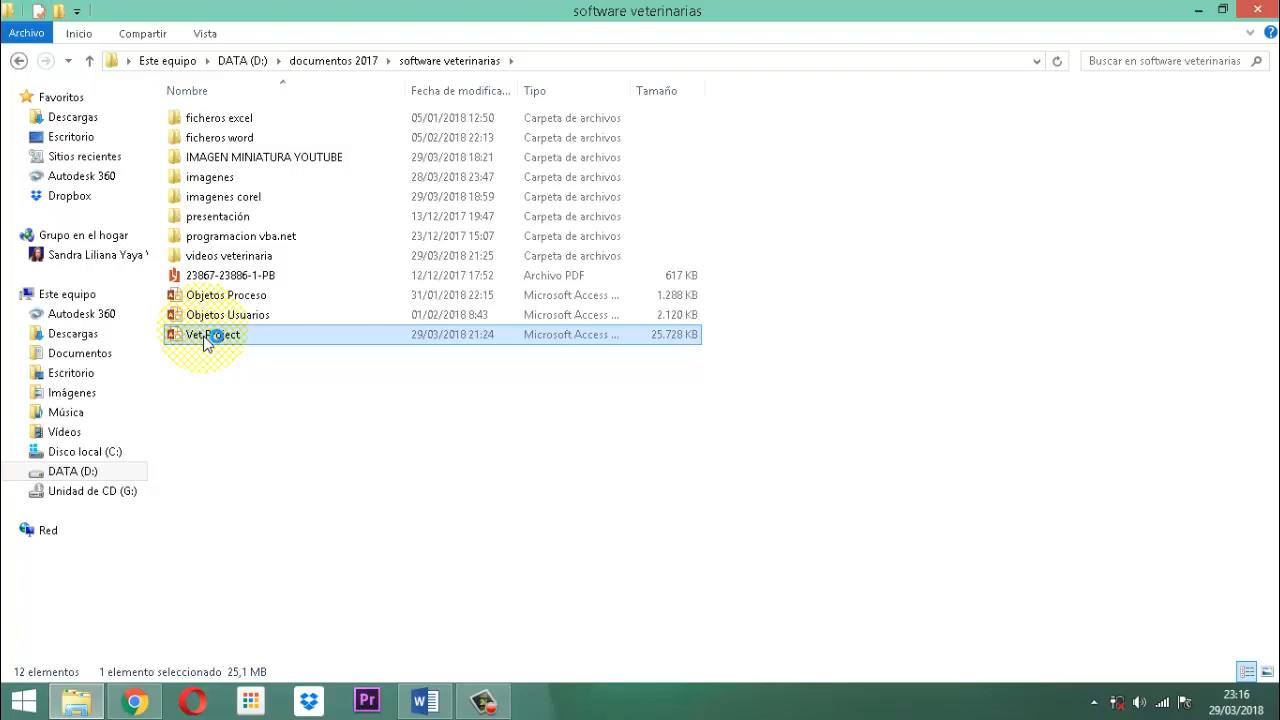 software veterinarias
Archivo Inicio Compartir Vista
Este equipo DATA (D:) documentos 2017 software veterinarias
Buscar en software veterinarias
Nombre Fecha de modifica... Tipo Tamaño
ficheros excel 05/01/2018 12:50 Carpeta de archivos
ficheros word 05/02/2018 22:13 Carpeta de archivos
IMAGEN MINIATURA YOUTUBE 29/03/2018 18:21 Carpeta de archivos
imagenes 28/03/2018 23:47 Carpeta de archivos
imagenes corel 29/03/2018 18:59 Carpeta de archivos
presentación 13/12/2017 19:47 Carpeta de archivos
programacion vba.net 23/12/2017 15:07 Carpeta de archivos
videos veterinaria 29/03/2018 21:25 Carpeta de archivos
23867-23886-1-PB 12/12/2017 17:52 Archivo PDF 617 KB
Objetos Proceso 31/01/2018 22:15 Microsoft Access ... 1.288 KB
Objetos Usuarios 01/02/2018 8:43 Microsoft Access ... 2.120 KB
29/03/2018 21:24 Microsoft Access ... 25.728 KB
Favoritos
Descargas
Escritorio
Sitios recientes
Autodesk 360
Dropbox
Grupo en el hogar
Sandra Liliana Yaya
Este equipo
Autodesk 360
Descargas
Documentos
Escritorio
Imágenes
Música
Vídeos
Disco local (C:)
DATA (D:)
Unidad de CD (G:)
Red
12 elementos 1 elemento seleccionado 25,1 MB
Pr
23:16
29/03/2018